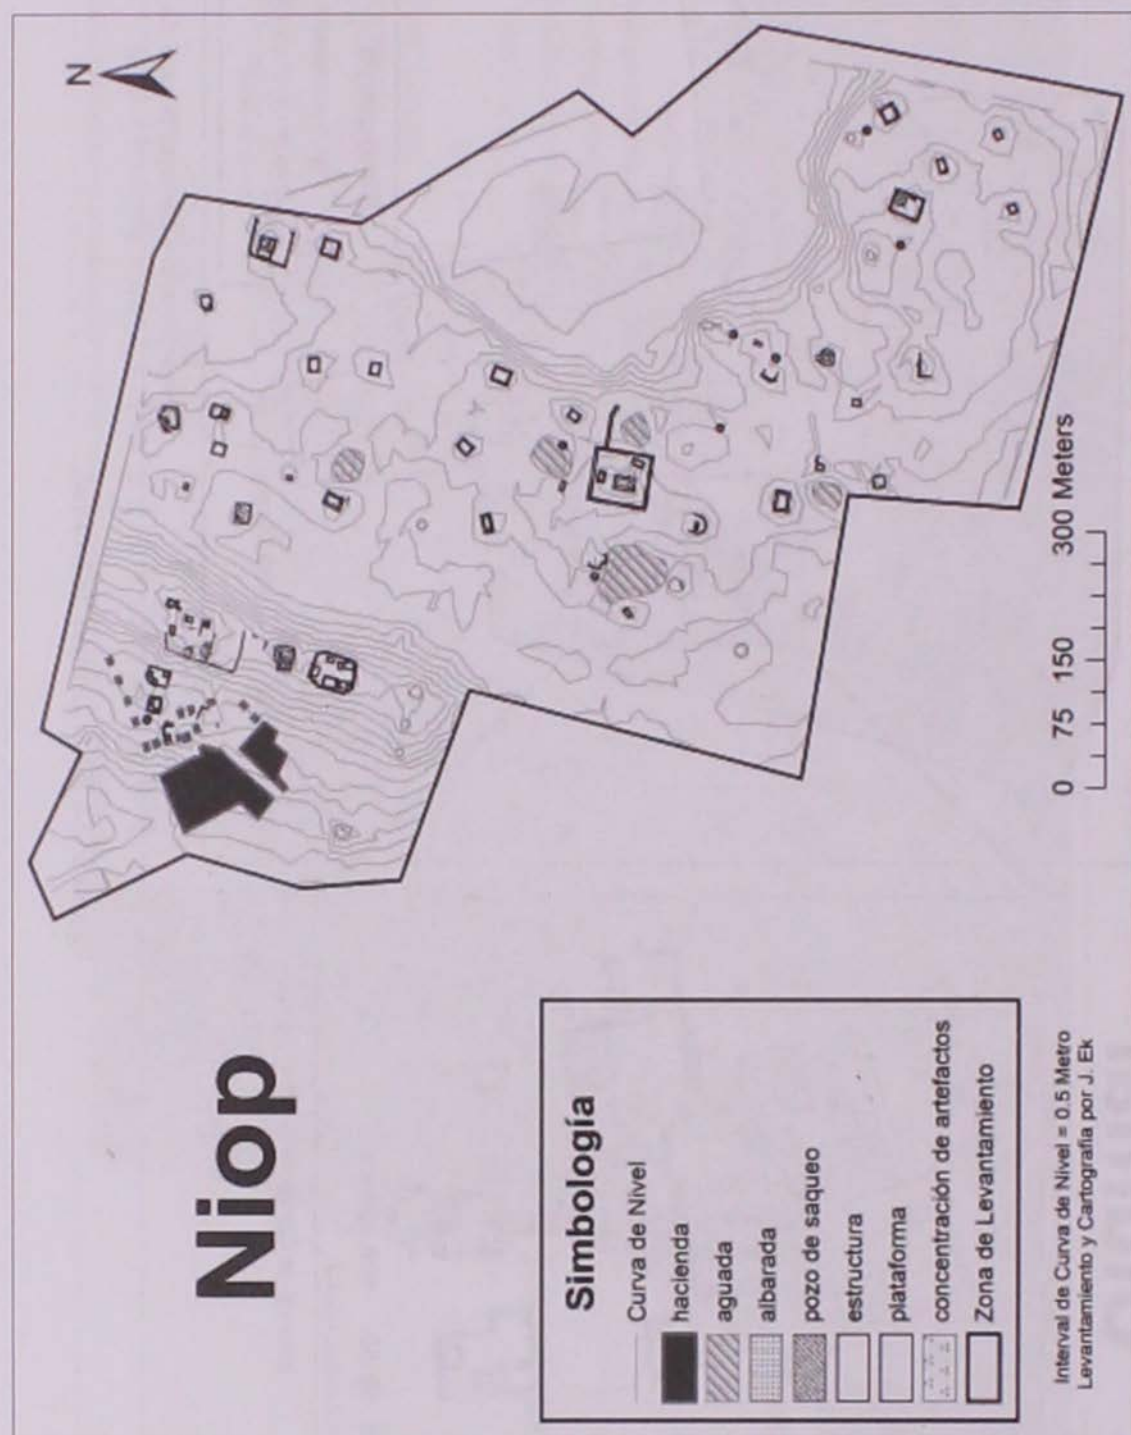 Niop
N
Simbología
Curva de Nivel
hacienda
aguada
albarada
pozo de saqueo
estructura
plataforma
concentración de artefactos
Zona de Levantamiento
0 75 150 300 Meters
Interval de Curva de Nivel = 0.5 Metro
Levantamiento y Cartografía por J. Ek